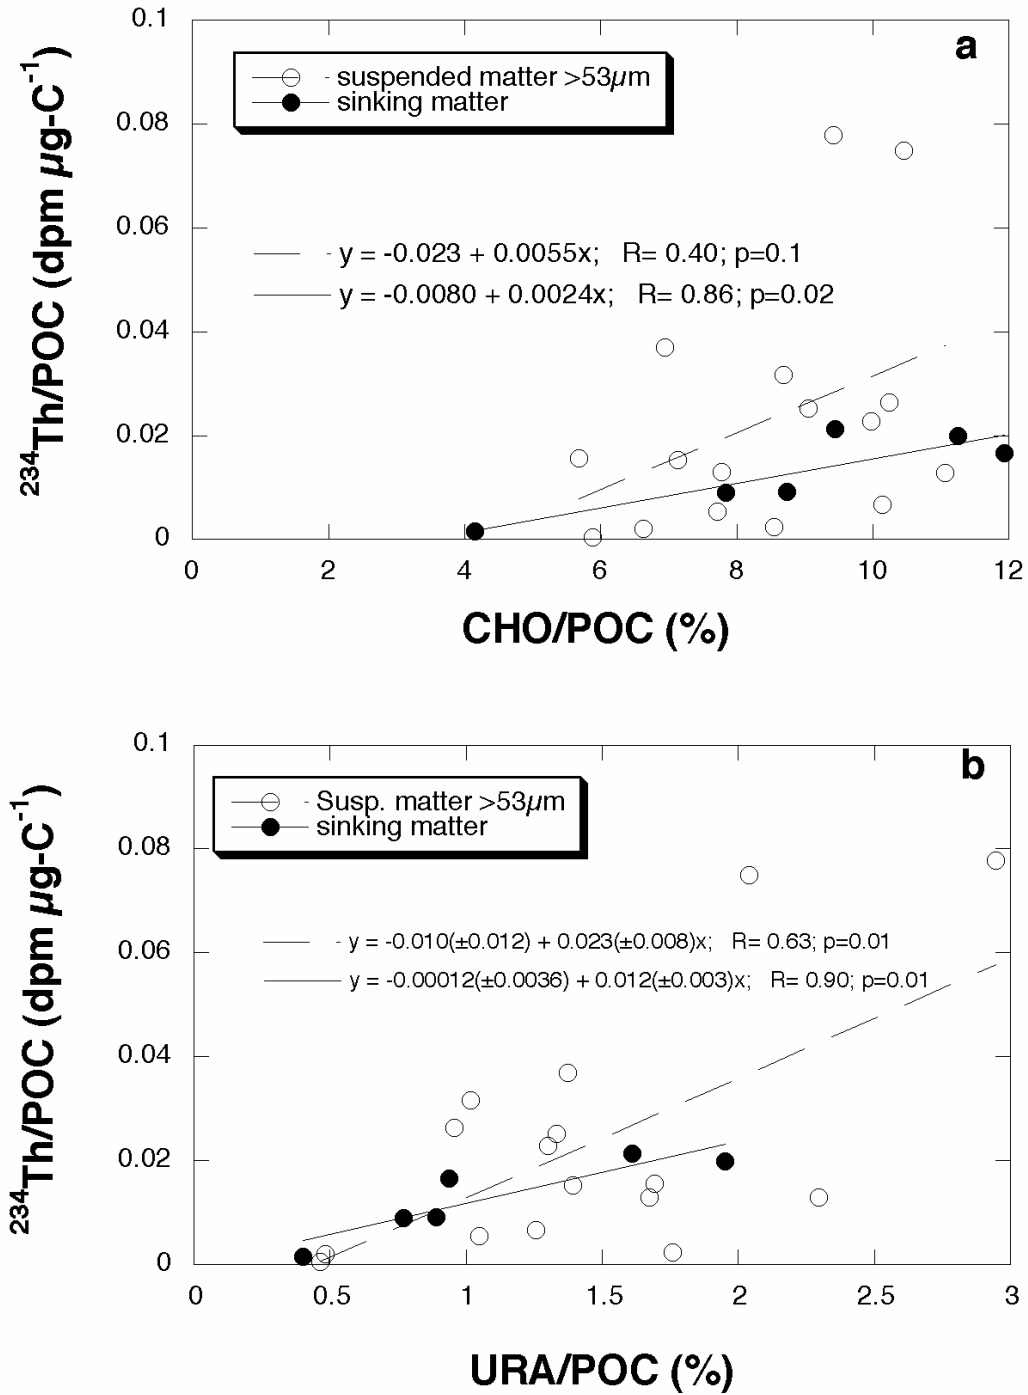 a
suspended matter >53µm
sinking matter
y = -0.023 + 0.0055x; R= 0.40; p=0.1
y = -0.0080 + 0.0024x; R= 0.86; p=0.02
0.1
0.08
0.06
0.04
0.02
0
²³⁴Th/POC (dpm µg-C⁻¹)
0 2 4 6 8 10 12
CHO/POC (%)
b
Susp. matter >53µm
sinking matter
y = -0.010(±0.012) + 0.023(±0.008)x; R= 0.63; p=0.01
y = -0.00012(±0.0036) + 0.012(±0.003)x; R= 0.90; p=0.01
0.1
0.08
0.06
0.04
0.02
0
²³⁴Th/POC (dpm µg-C⁻¹)
0 0.5 1 1.5 2 2.5 3
URA/POC (%)